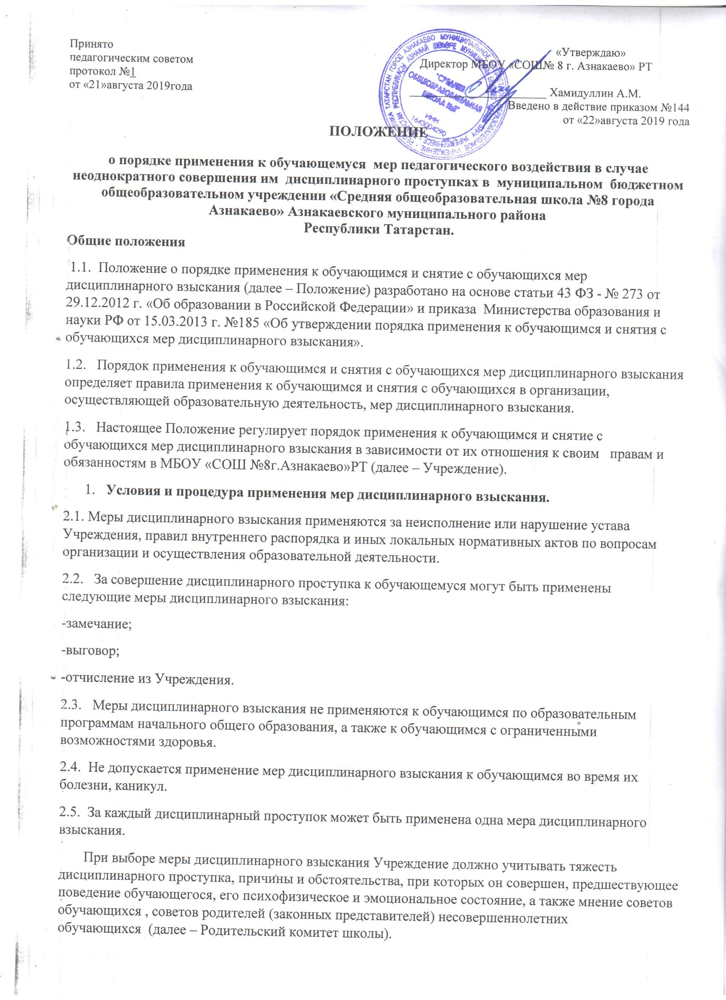 Принято
педагогическим советом
протокол №1
от «21»августа 2019года
«Утверждаю»
Директор МБОУ «СОШ№ 8 г. Азнакаево» РТ
Хамидуллин А.М.
Введено в действие приказом №144
от «22»августа 2019 года
"СРЕДНЯЯ
ОБЩЕОБРАЗОВАТЕЛЬНАЯ
ШКОЛА №8"
ИНН
1643004290
ПОЛОЖЕНИЕ
о порядке применения к обучающемуся мер педагогического воздействия в случае
неоднократного совершения им дисциплинарного проступках в муниципальном бюджетном
общеобразовательном учреждении «Средняя общеобразовательная школа №8 города
Азнакаево» Азнакаевского муниципального района
Республики Татарстан.
Общие положения
1.1. Положение о порядке применения к обучающимся и снятие с обучающихся мер
дисциплинарного взыскания (далее – Положение) разработано на основе статьи 43 ФЗ - № 273 от
29.12.2012 г. «Об образовании в Российской Федерации» и приказа Министерства образования и
науки РФ от 15.03.2013 г. №185 «Об утверждении порядка применения к обучающимся и снятия с
обучающихся мер дисциплинарного взыскания».
1.2. Порядок применения к обучающимся и снятия с обучающихся мер дисциплинарного взыскания
определяет правила применения к обучающимся и снятия с обучающихся в организации,
осуществляющей образовательную деятельность, мер дисциплинарного взыскания.
1.3. Настоящее Положение регулирует порядок применения к обучающимся и снятие с
обучающихся мер дисциплинарного взыскания в зависимости от их отношения к своим правам и
обязанностям в МБОУ «СОШ №8г.Азнакаево»РТ (далее – Учреждение).
1. Условия и процедура применения мер дисциплинарного взыскания.
2.1. Меры дисциплинарного взыскания применяются за неисполнение или нарушение устава
Учреждения, правил внутреннего распорядка и иных локальных нормативных актов по вопросам
организации и осуществления образовательной деятельности.
2.2. За совершение дисциплинарного проступка к обучающемуся могут быть применены
следующие меры дисциплинарного взыскания:
-замечание;
-выговор;
-отчисление из Учреждения.
2.3. Меры дисциплинарного взыскания не применяются к обучающимся по образовательным
программам начального общего образования, а также к обучающимся с ограниченными
возможностями здоровья.
2.4. Не допускается применение мер дисциплинарного взыскания к обучающимся во время их
болезни, каникул.
2.5. За каждый дисциплинарный проступок может быть применена одна мера дисциплинарного
взыскания.
При выборе меры дисциплинарного взыскания Учреждение должно учитывать тяжесть
дисциплинарного проступка, причины и обстоятельства, при которых он совершен, предшествующее
поведение обучающегося, его психофизическое и эмоциональное состояние, а также мнение советов
обучающихся , советов родителей (законных представителей) несовершеннолетних
обучающихся (далее – Родительский комитет школы).